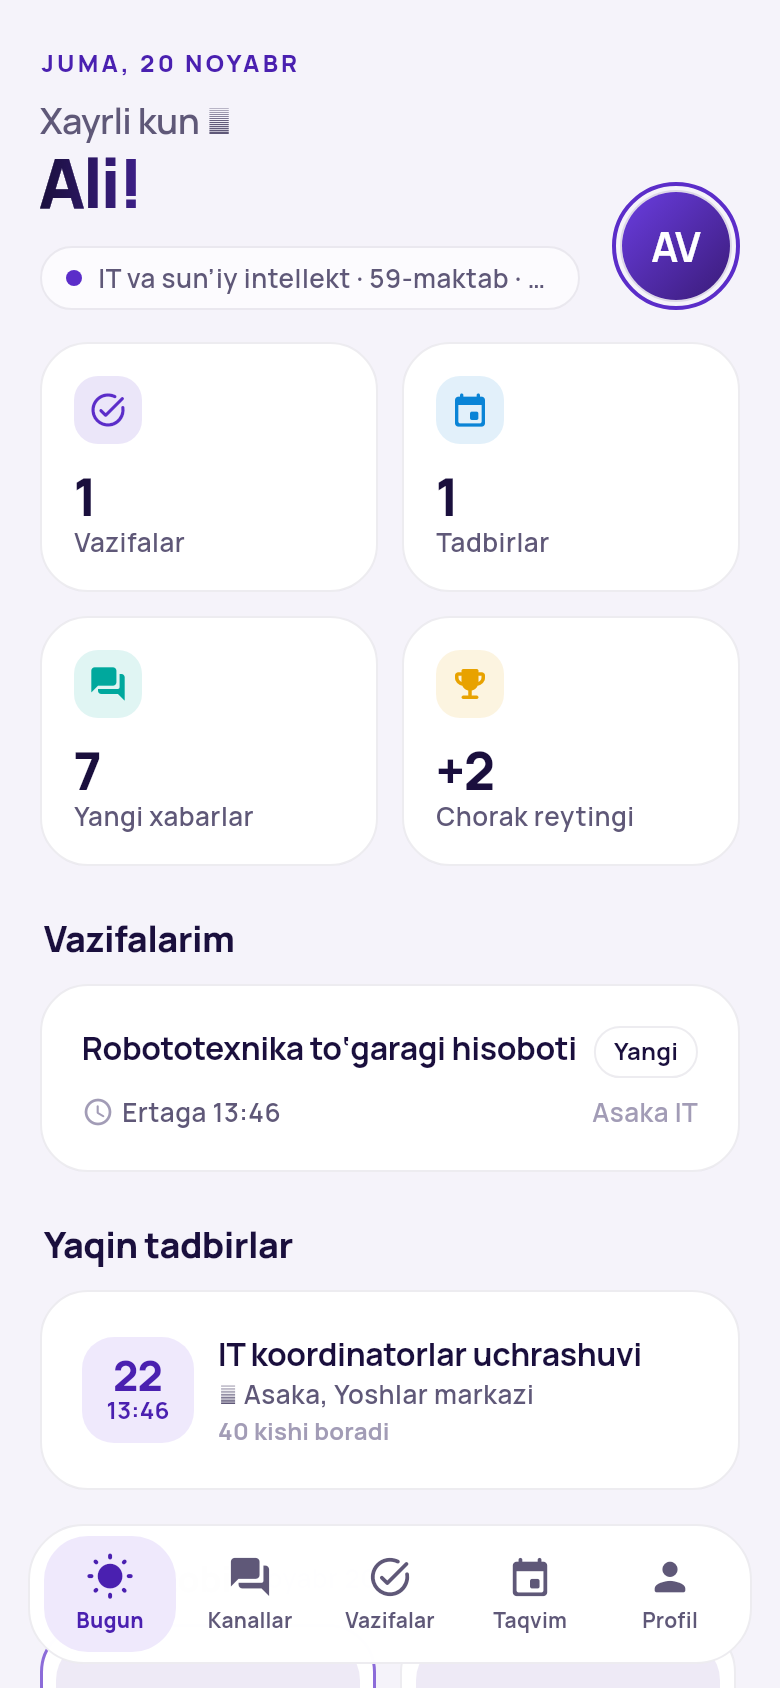 JUMA, 20 NOYABR
Xayrli kun
Ali!
IT va sun’iy intellekt · 59-maktab · ...
AV
1
Vazifalar
1
Tadbirlar
7
Yangi xabarlar
+2
Chorak reytingi
Vazifalarim
Robototexnika to‘garagi hisoboti
Yangi
Ertaga 13:46
Asaka IT
Yaqin tadbirlar
22
13:46
IT koordinatorlar uchrashuvi
Asaka, Yoshlar markazi
40 kishi boradi
Bugun
Kanallar
Vazifalar
Taqvim
Profil